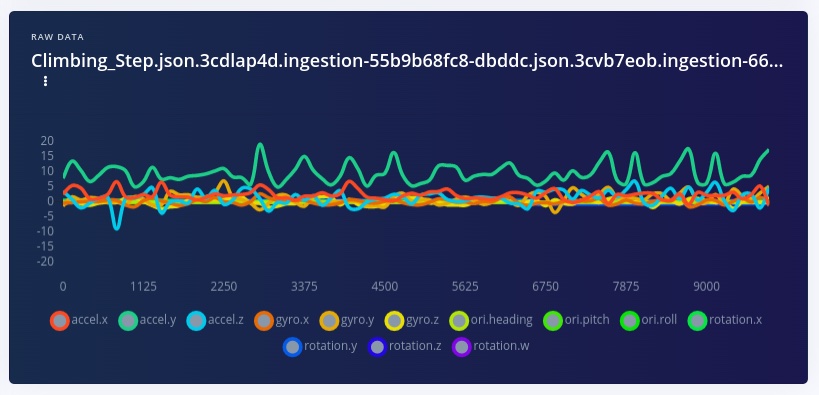 RAW DATA
Climbing_Step.json.3cdlap4d.ingestion-55b9b68fc8-dbddc.json.3cvb7eob.ingestion-66...
20
15
10
5
0
-5
-10
-15
-20
0 1125 2250 3375 4500 5625 6750 7875 9000
accel.x accel.y accel.z gyro.x gyro.y gyro.z ori.heading ori.pitch ori.roll rotation.x
rotation.y rotation.z rotation.w